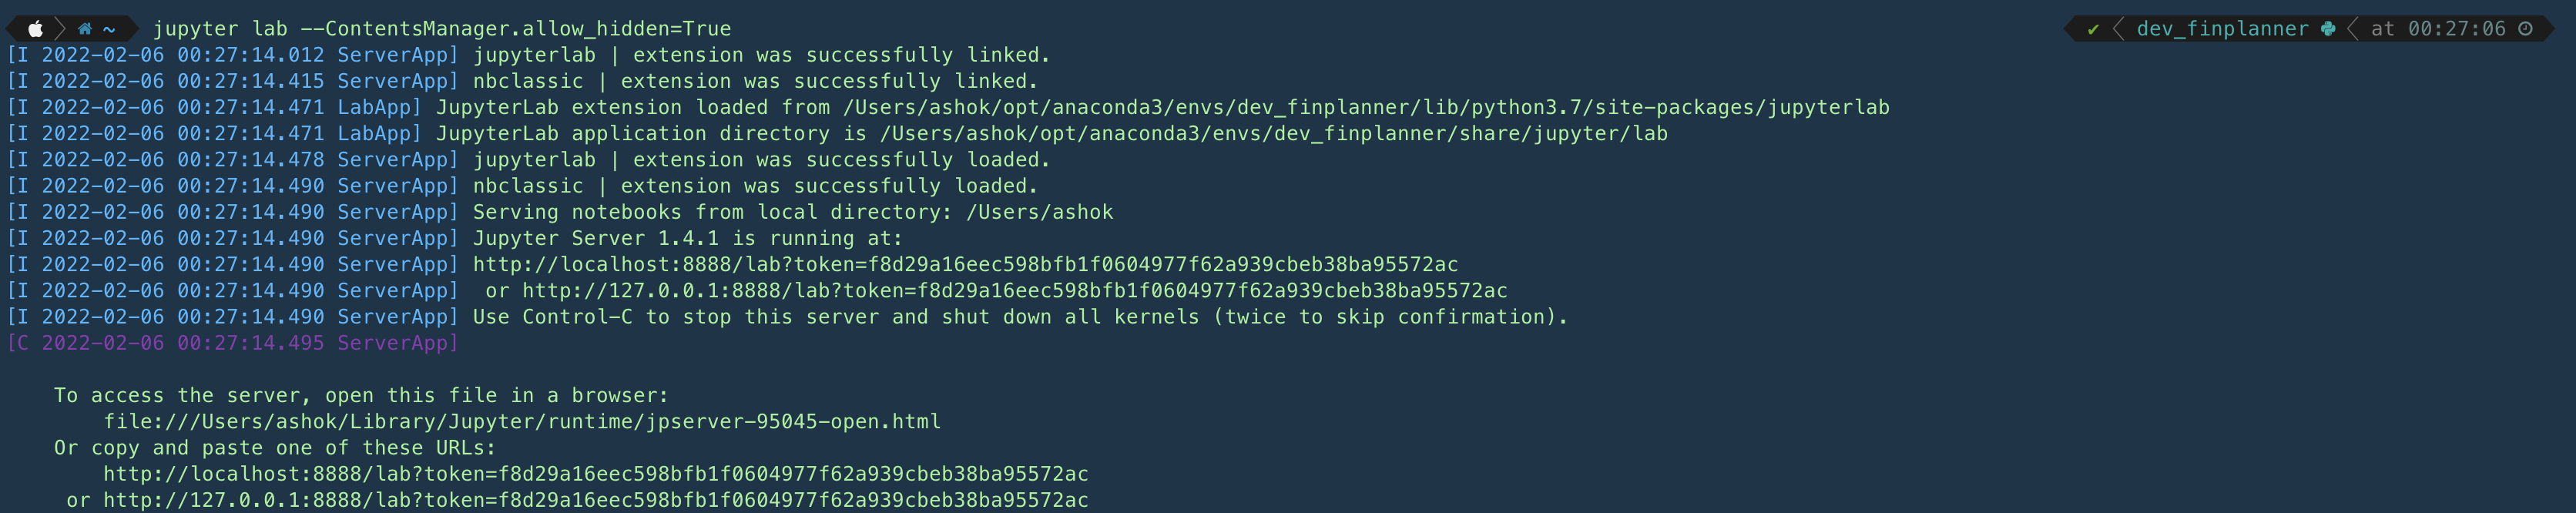 ~ jupyter lab --ContentsManager.allow_hidden=True ✔ dev_finplanner at 00:27:06
[I 2022-02-06 00:27:14.012 ServerApp] jupyterlab | extension was successfully linked.
[I 2022-02-06 00:27:14.415 ServerApp] nbclassic | extension was successfully linked.
[I 2022-02-06 00:27:14.471 LabApp] JupyterLab extension loaded from /Users/ashok/opt/anaconda3/envs/dev_finplanner/lib/python3.7/site-packages/jupyterlab
[I 2022-02-06 00:27:14.471 LabApp] JupyterLab application directory is /Users/ashok/opt/anaconda3/envs/dev_finplanner/share/jupyter/lab
[I 2022-02-06 00:27:14.478 ServerApp] jupyterlab | extension was successfully loaded.
[I 2022-02-06 00:27:14.490 ServerApp] nbclassic | extension was successfully loaded.
[I 2022-02-06 00:27:14.490 ServerApp] Serving notebooks from local directory: /Users/ashok
[I 2022-02-06 00:27:14.490 ServerApp] Jupyter Server 1.4.1 is running at:
[I 2022-02-06 00:27:14.490 ServerApp] http://localhost:8888/lab?token=f8d29a16eec598bfb1f0604977f62a939cbeb38ba95572ac
[I 2022-02-06 00:27:14.490 ServerApp]  or http://127.0.0.1:8888/lab?token=f8d29a16eec598bfb1f0604977f62a939cbeb38ba95572ac
[I 2022-02-06 00:27:14.490 ServerApp] Use Control-C to stop this server and shut down all kernels (twice to skip confirmation).
[C 2022-02-06 00:27:14.495 ServerApp]
To access the server, open this file in a browser:
file:///Users/ashok/Library/Jupyter/runtime/jpserver-95045-open.html
Or copy and paste one of these URLs:
http://localhost:8888/lab?token=f8d29a16eec598bfb1f0604977f62a939cbeb38ba95572ac
or http://127.0.0.1:8888/lab?token=f8d29a16eec598bfb1f0604977f62a939cbeb38ba95572ac